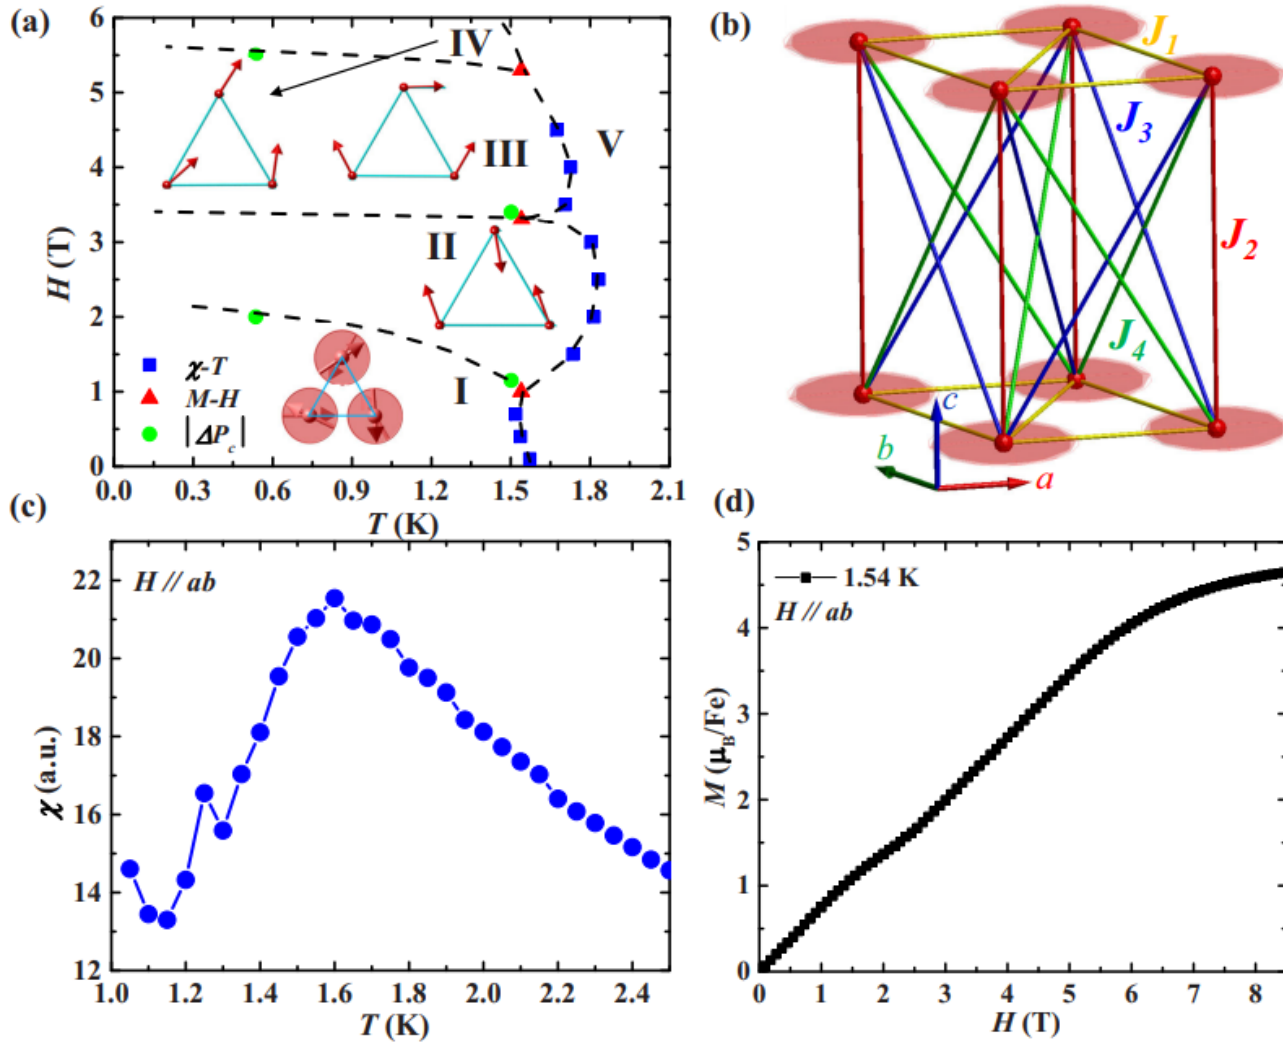 (a)
6
5
4
3
2
1
0
H (T)
IV
III
V
II
I
χ-T
M-H
|ΔP_c|
0.0 0.3 0.6 0.9 1.2 1.5 1.8 2.1
T (K)
(b)
J₁
J₃
J₂
J₄
c
b
a
(c)
H // ab
22
20
18
16
14
12
χ (a.u.)
1.0 1.2 1.4 1.6 1.8 2.0 2.2 2.4
T (K)
(d)
1.54 K
H // ab
5
4
3
2
1
0
M (μ_B/Fe)
0 1 2 3 4 5 6 7 8
H (T)